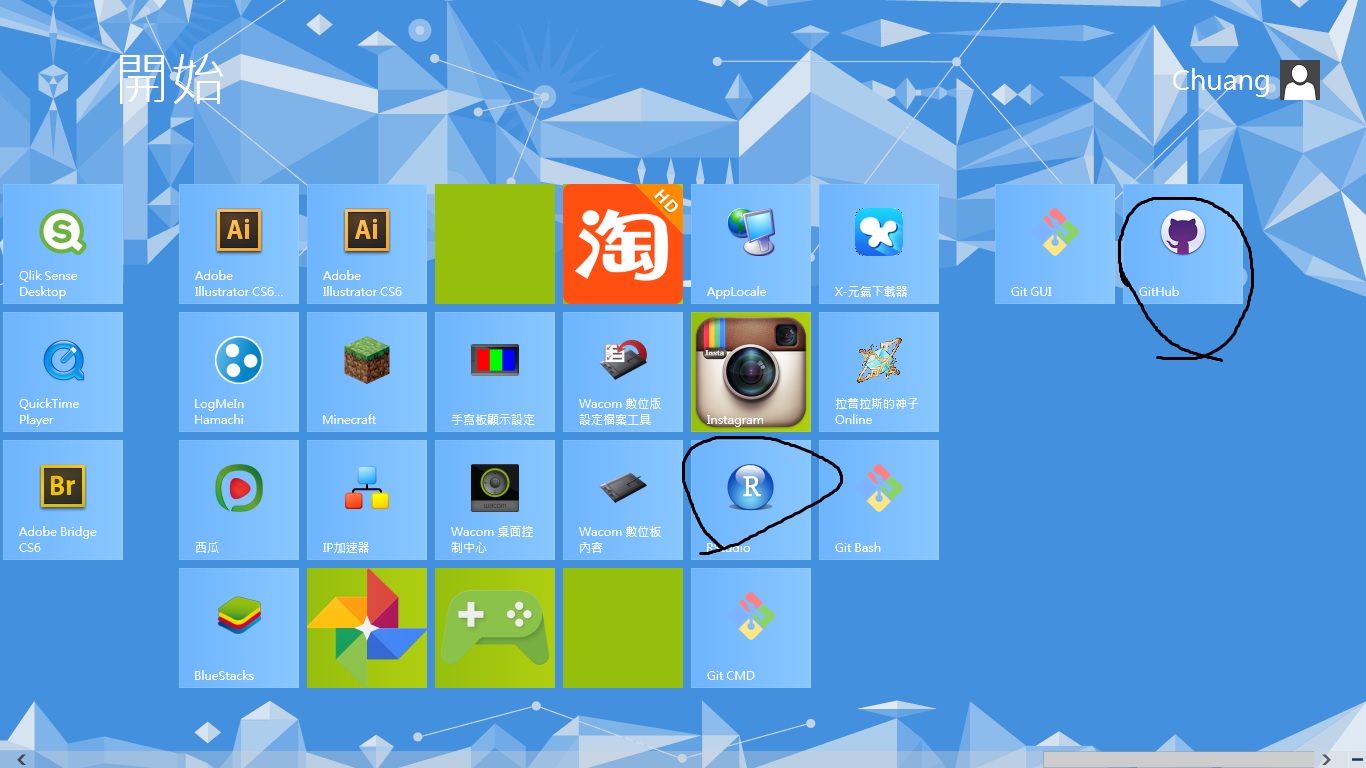 開始
Chuang
Qlik Sense
Desktop
Adobe
Illustrator CS6...
Adobe
Illustrator CS6
淘
HD
AppLocale
X-元氣下載器
Git GUI
GitHub
QuickTime
Player
LogMeIn
Hamachi
Minecraft
手寫板顯示設定
Wacom 數位版
設定檔案工具
Insta
Instagram
拉普拉斯的神子
Online
Br
Adobe Bridge
CS6
西瓜
IP加速器
Wacom 桌面控
制中心
Wacom 數位板
內容
R
RStudio
Git Bash
BlueStacks
Git CMD
Ai
Ai
S
wacom